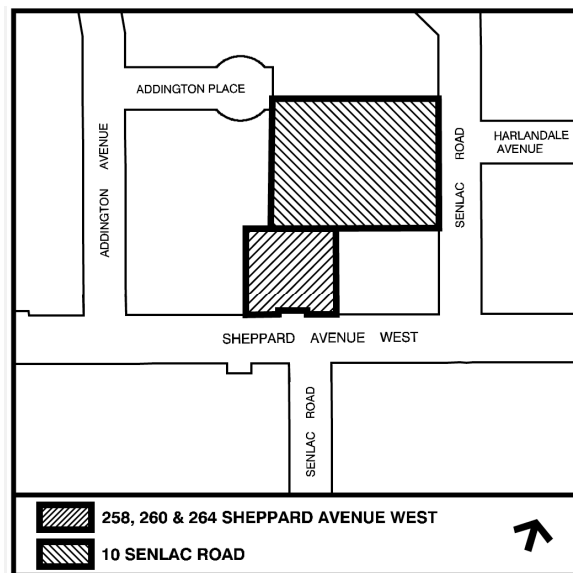 ADDINGTON PLACE
ADDINGTON AVENUE
SENLAC ROAD
HARLANDALE
AVENUE
SHEPPARD AVENUE WEST
SENLAC ROAD
258, 260 & 264 SHEPPARD AVENUE WEST
10 SENLAC ROAD